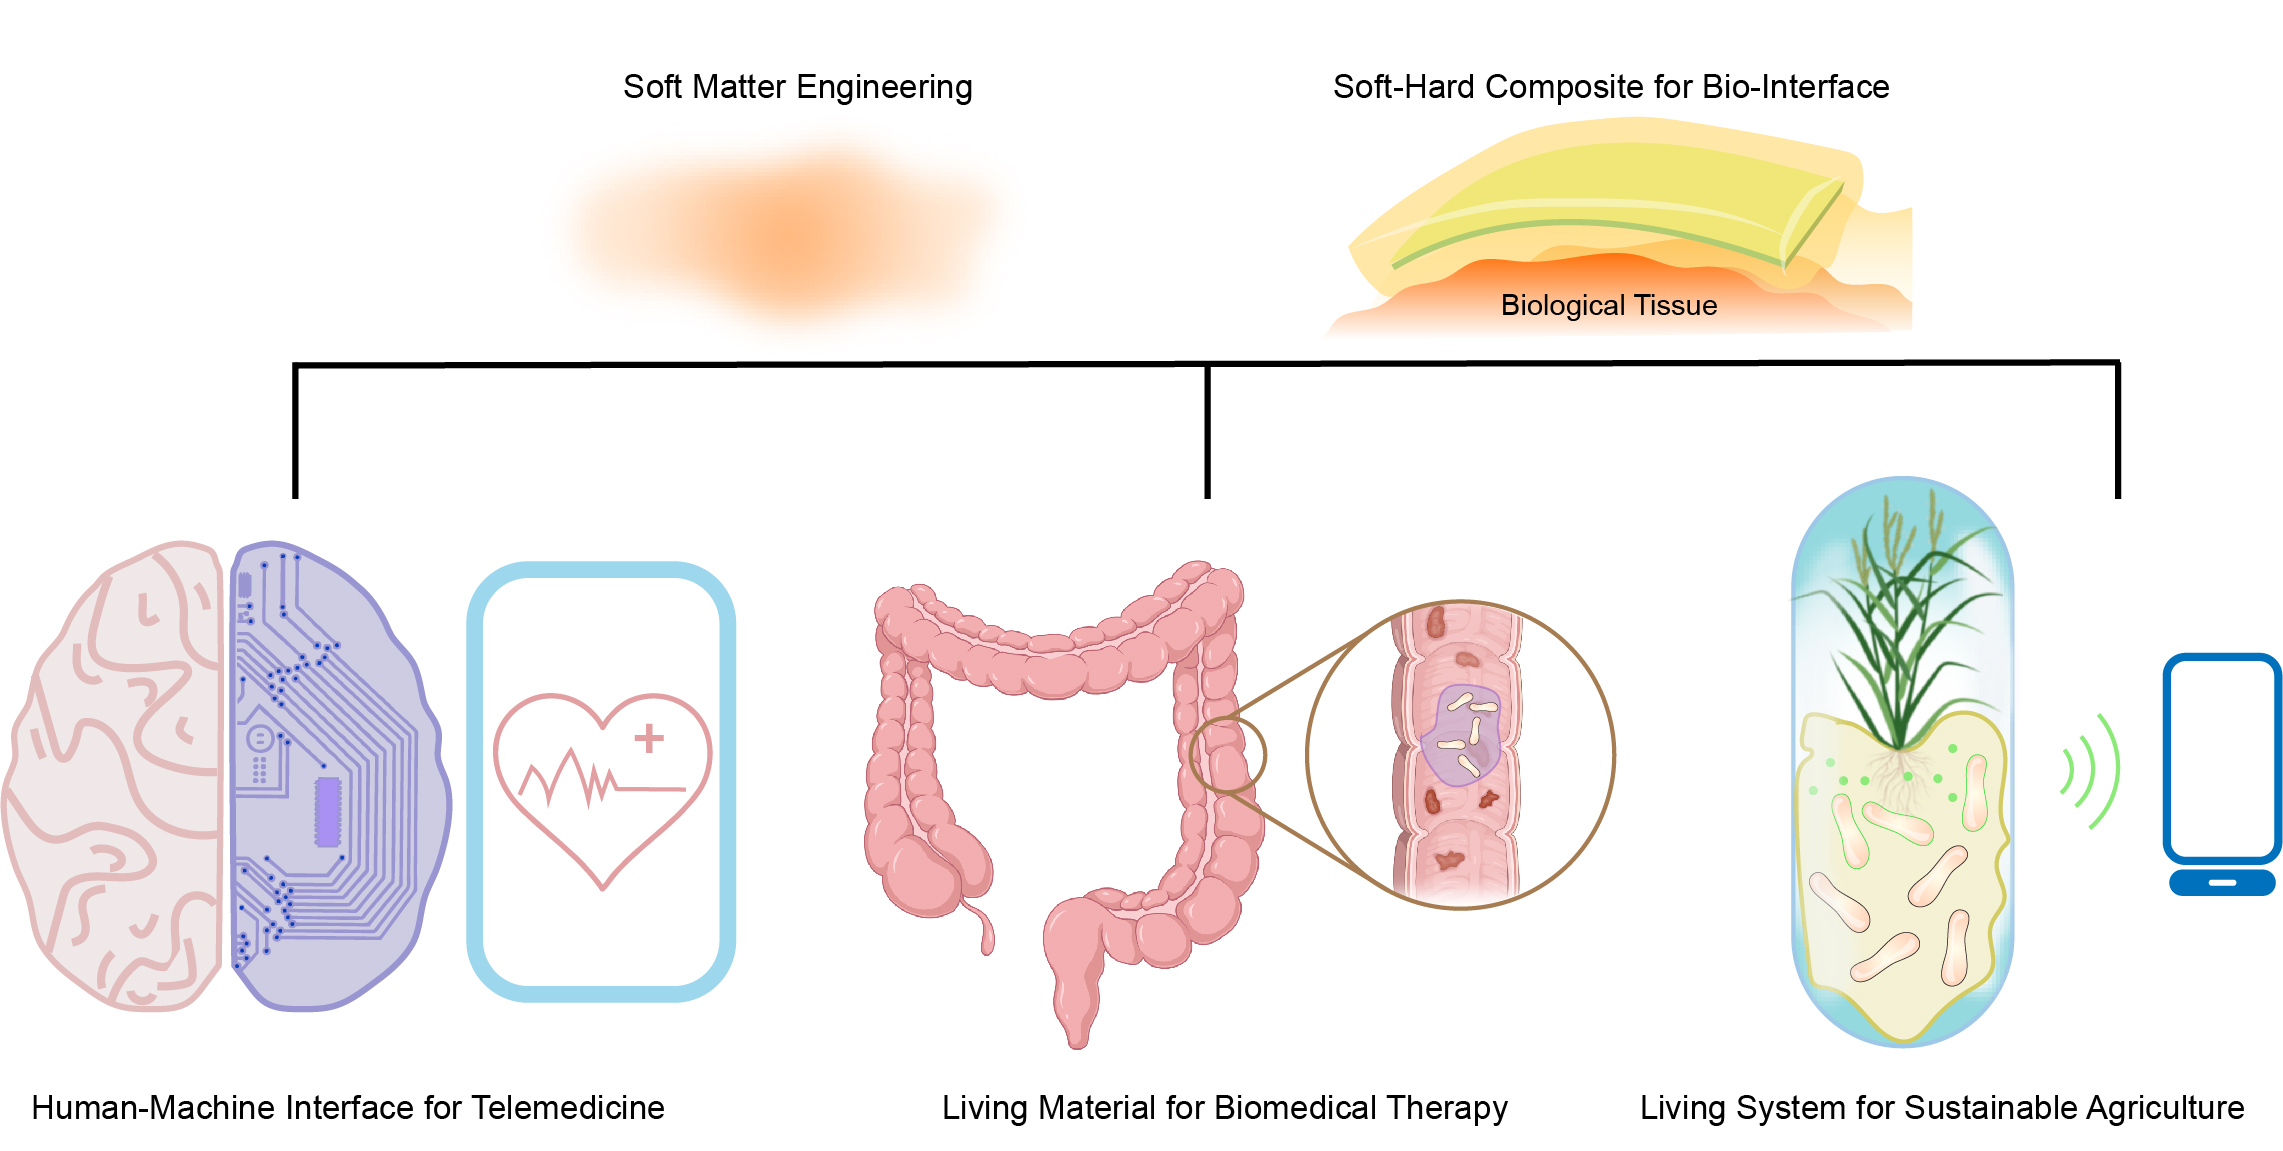 Soft Matter Engineering
Soft-Hard Composite for Bio-Interface
Biological Tissue
Human-Machine Interface for Telemedicine
Living Material for Biomedical Therapy
Living System for Sustainable Agriculture